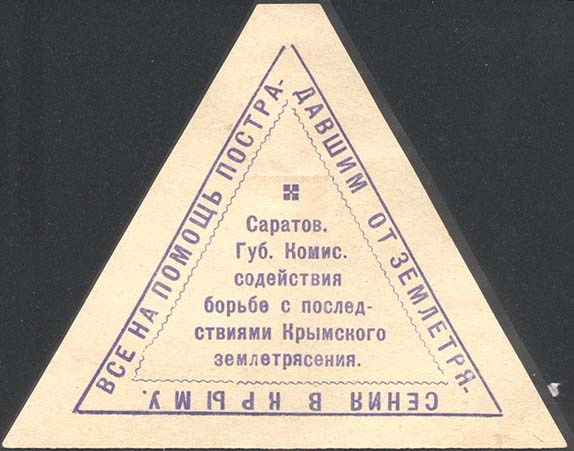 ВСЕ НА ПОМОЩЬ ПОСТРА-
ДАВШИМ ОТ ЗЕМЛЕТРЯ-
СЕНИЯ В КРЫМУ.
Саратов.
Губ. Комис.
содействия
борьбе с послед-
ствиями Крымского
землетрясения.